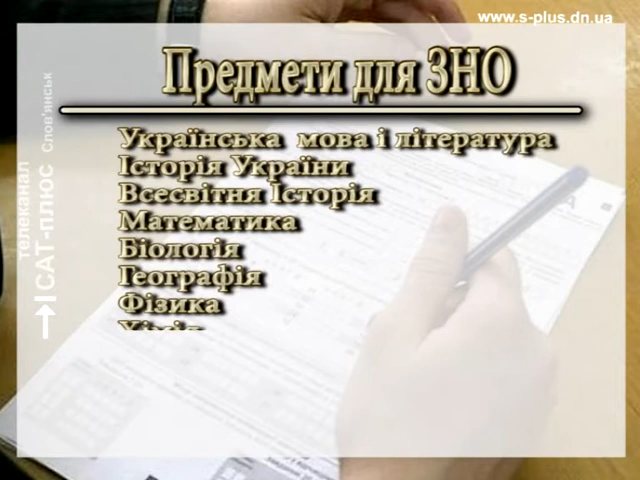 www.s-plus.dn.ua
Предмети для ЗНО
Українська мова і література
Історія України
Всесвітня Історія
Математика
Біологія
Географія
Фізика
Хімія
телеканал
САТ-плюс Слов'янськ